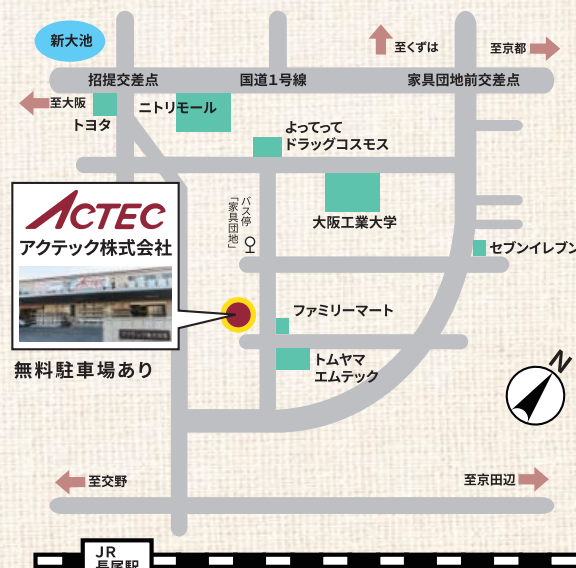 新大池
至くずは
至京都
招提交差点
国道1号線
家具団地前交差点
至大阪
トヨタ
ニトリモール
よってって
ドラッグコスモス
ACTEC
アクテック株式会社
バス停
「家具団地」
大阪工業大学
セブンイレブン
ファミリーマート
トムヤマ
エムテック
無料駐車場あり
N
至交野
至京田辺
JR
長尾駅